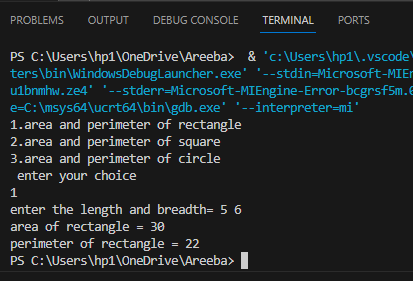 PROBLEMS OUTPUT DEBUG CONSOLE TERMINAL PORTS
PS C:\Users\hp1\OneDrive\Areeba>  & 'c:\Users\hp1\.vscode\
ters\bin\WindowsDebugLauncher.exe' '--stdin=Microsoft-MIEn
u1bnmhw.ze4' '--stderr=Microsoft-MIEngine-Error-bcgrsf5m.0
e=C:\msys64\ucrt64\bin\gdb.exe' '--interpreter=mi'
1.area and perimeter of rectangle
2.area and perimeter of square
3.area and perimeter of circle
 enter your choice
1
enter the length and breadth= 5 6
area of rectangle = 30
perimeter of rectangle = 22
PS C:\Users\hp1\OneDrive\Areeba>